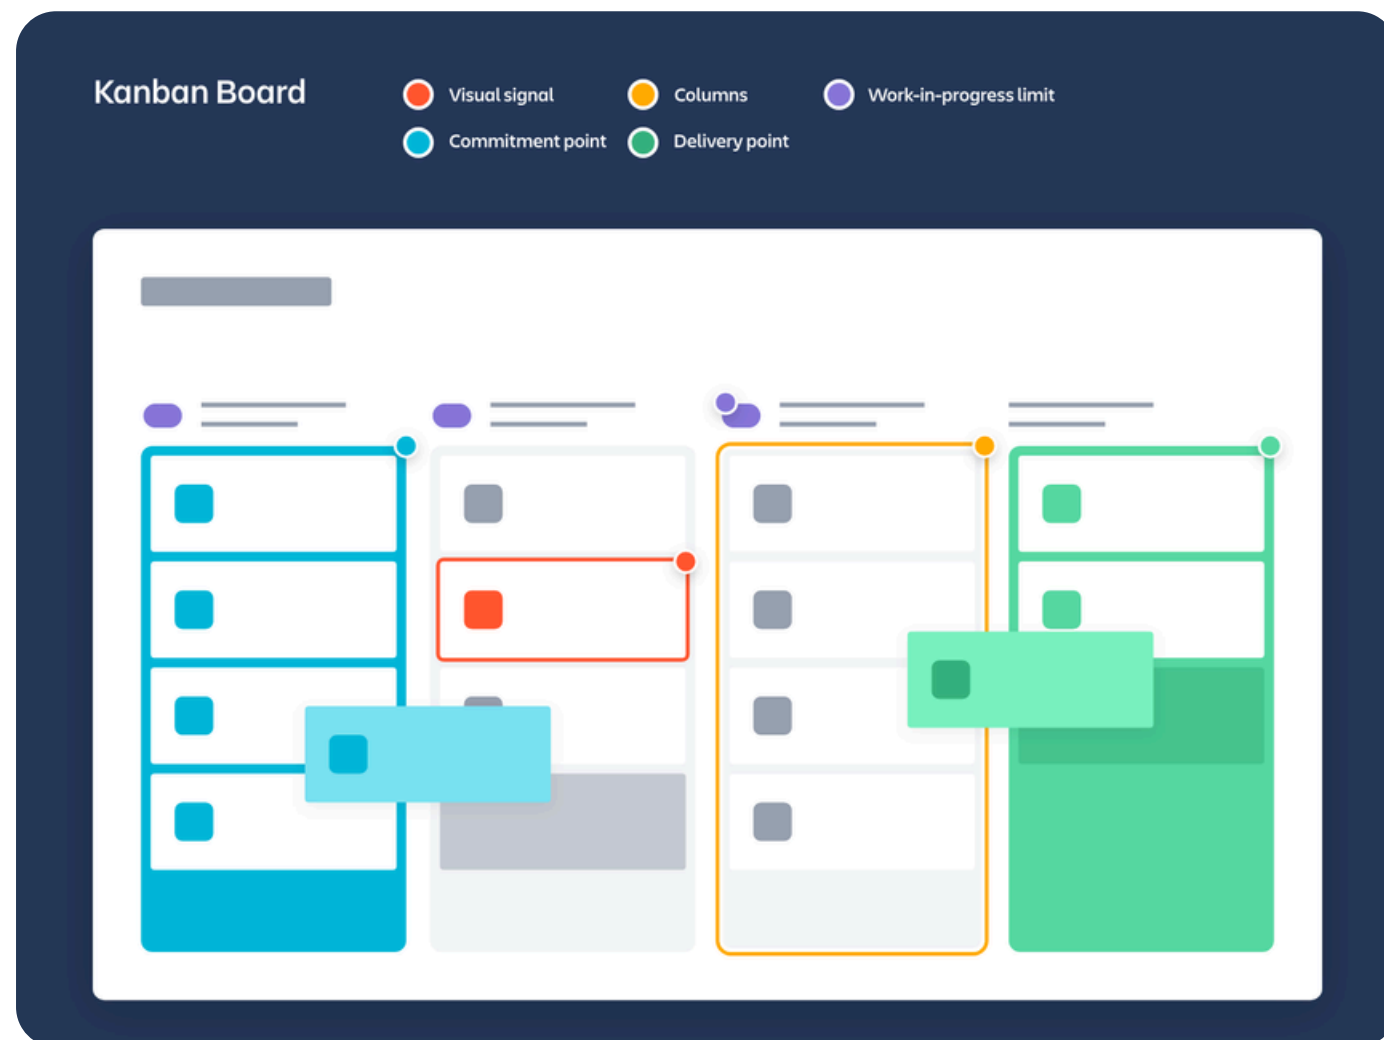 Kanban Board
Visual signal
Columns
Work-in-progress limit
Commitment point
Delivery point